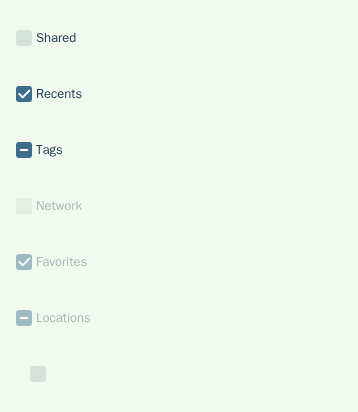 Shared
Recents
Tags
Network
Favorites
Locations